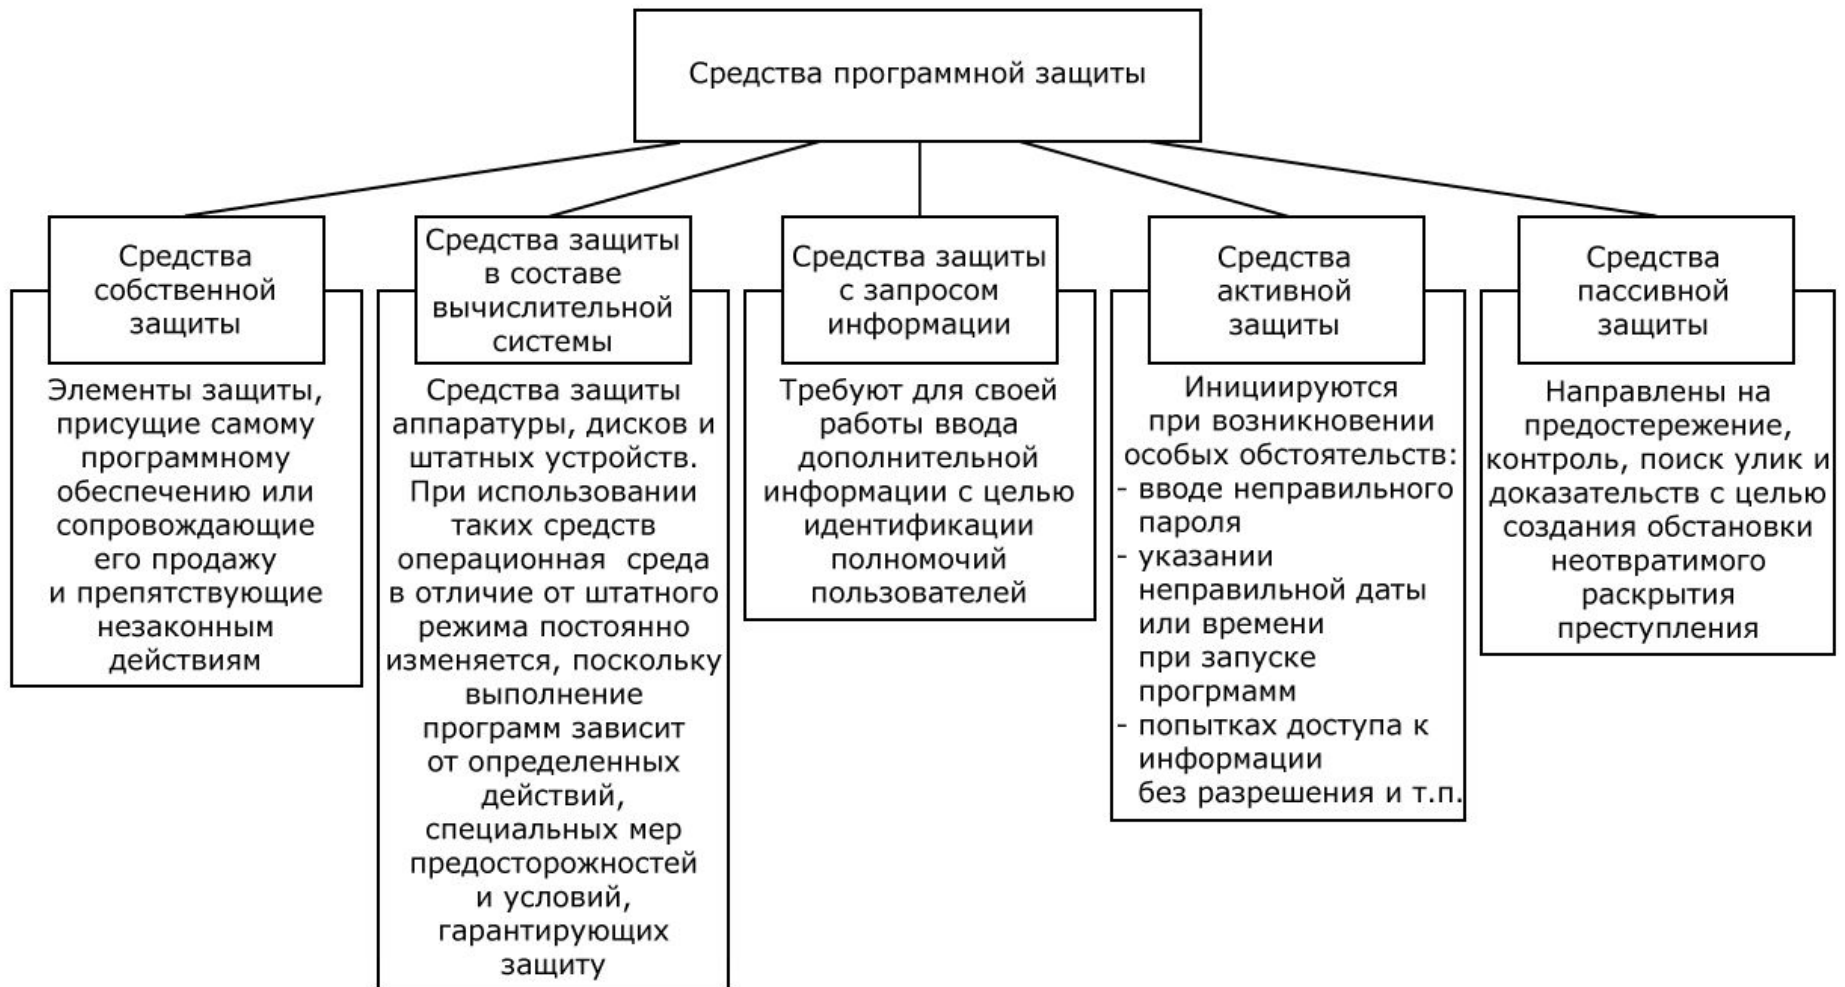 Средства программной защиты
Средства
собственной
защиты
Элементы защиты,
присущие самому
программному
обеспечению или
сопровождающие
его продажу
и препятствующие
незаконным
действиям
Средства защиты
в составе
вычислительной
системы
Средства защиты
аппаратуры, дисков и
штатных устройств.
При использовании
таких средств
операционная среда
в отличие от штатного
режима постоянно
изменяется, поскольку
выполнение
программ зависит
от определенных
действий,
специальных мер
предосторожностей
и условий,
гарантирующих
защиту
Средства защиты
с запросом
информации
Требуют для своей
работы ввода
дополнительной
информации с целью
идентификации
полномочий
пользователей
Средства
активной
защиты
Инициируются
при возникновении
особых обстоятельств:
- вводе неправильного
пароля
- указании
неправильной даты
или времени
при запуске
прогрмамм
- попытках доступа к
информации
без разрешения и т.п.
Средства
пассивной
защиты
Направлены на
предостережение,
контроль, поиск улик и
доказательств с целью
создания обстановки
неотвратимого
раскрытия
преступления